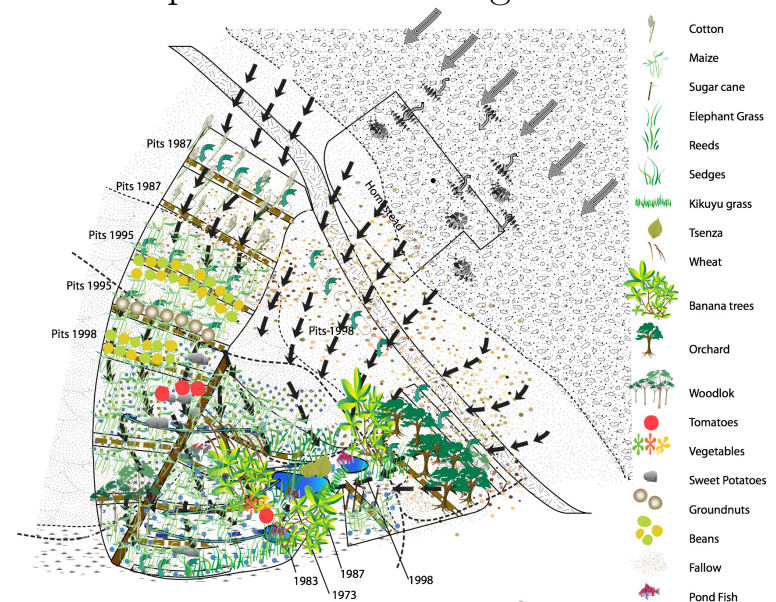 Cotton
Maize
Sugar cane
Elephant Grass
Reeds
Sedges
Kikuyu grass
Tsenza
Wheat
Banana trees
Orchard
Woodlok
Tomatoes
Vegetables
Sweet Potatoes
Groundnuts
Beans
Fallow
Pond Fish
Pits 1987
Pits 1987
Pits 1995
Pits 1995
Pits 1998
Pits 1998
Homestead
1983
1973
1987
1998